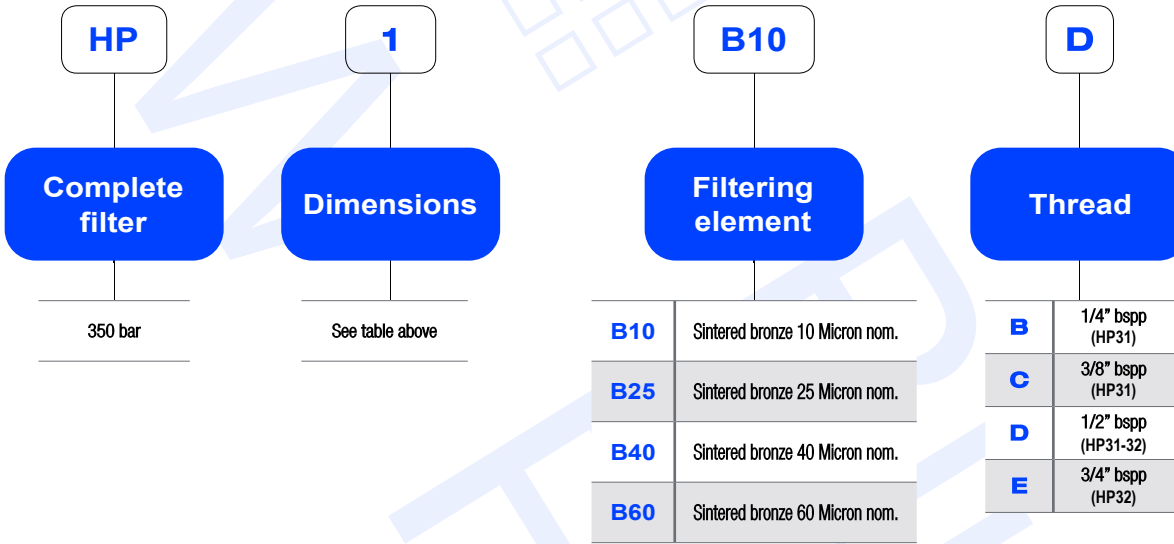 HP
1
B10
D
Complete
filter
Dimensions
Filtering
element
Thread
350 bar
See table above
B10 Sintered bronze 10 Micron nom.
B25 Sintered bronze 25 Micron nom.
B40 Sintered bronze 40 Micron nom.
B60 Sintered bronze 60 Micron nom.
B 1/4” bspp
(HP31)
C 3/8” bspp
(HP31)
D 1/2” bspp
(HP31-32)
E 3/4” bspp
(HP32)